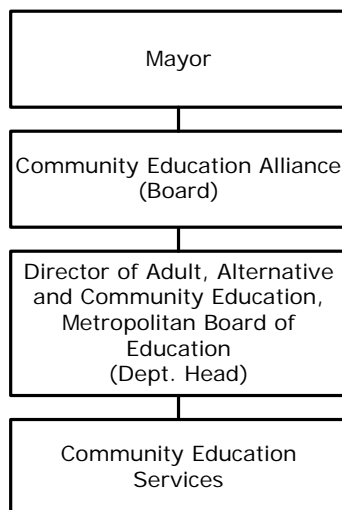 Mayor
Community Education Alliance
(Board)
Director of Adult, Alternative
and Community Education,
Metropolitan Board of
Education
(Dept. Head)
Community Education
Services